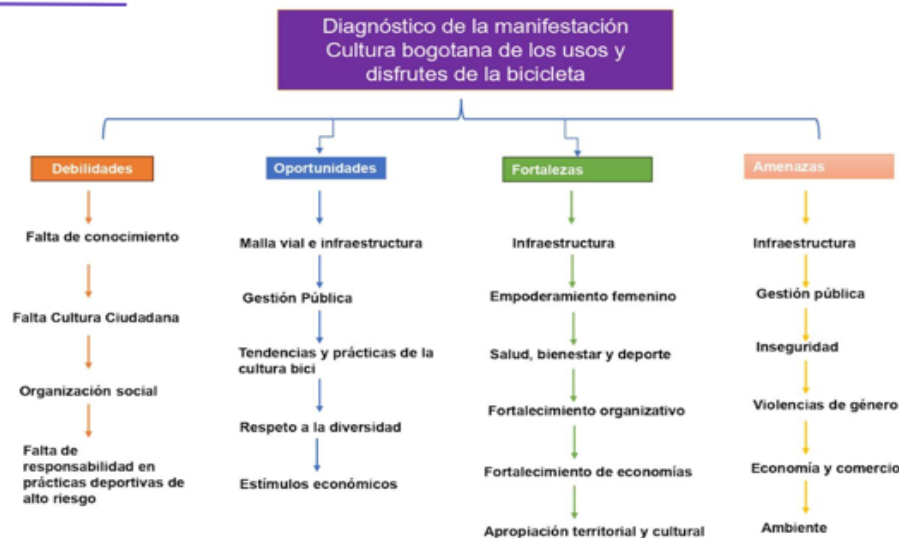 Diagnóstico de la manifestación
Cultura bogotana de los usos y
disfrutes de la bicicleta
Debilidades
Falta de conocimiento
Falta Cultura Ciudadana
Organización social
Falta de
responsabilidad en
prácticas deportivas de
alto riesgo
Oportunidades
Malla vial e infraestructura
Gestión Pública
Tendencias y prácticas de la
cultura bici
Respeto a la diversidad
Estímulos económicos
Fortalezas
Infraestructura
Empoderamiento femenino
Salud, bienestar y deporte
Fortalecimiento organizativo
Fortalecimiento de economías
Apropiación territorial y cultural
Amenazas
Infraestructura
Gestión pública
Inseguridad
Violencias de género
Economía y comercio
Ambiente